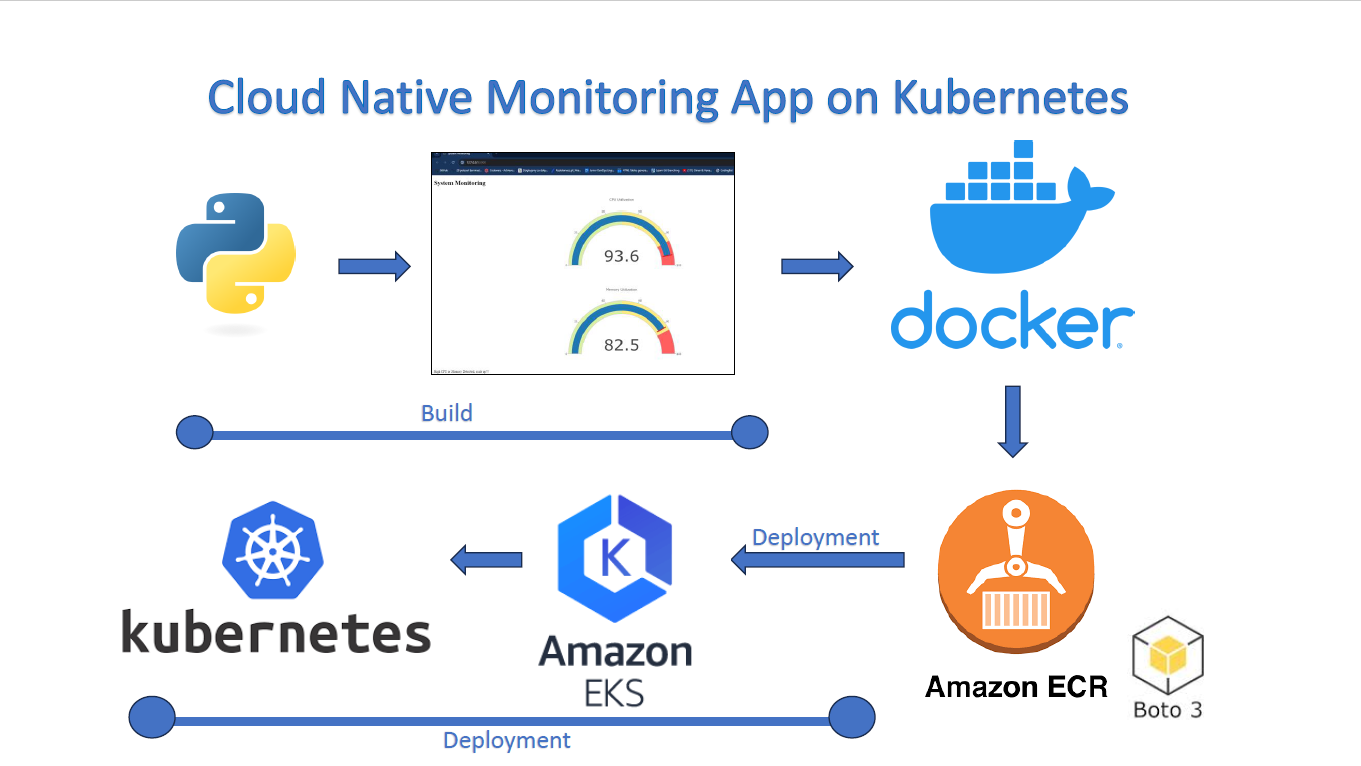 Cloud Native Monitoring App on Kubernetes
System Monitoring
CPU Utilization
93.6
Memory Utilization
82.5
docker
Build
Deployment
K
kubernetes
Amazon
EKS
Amazon ECR
Boto 3
Deployment